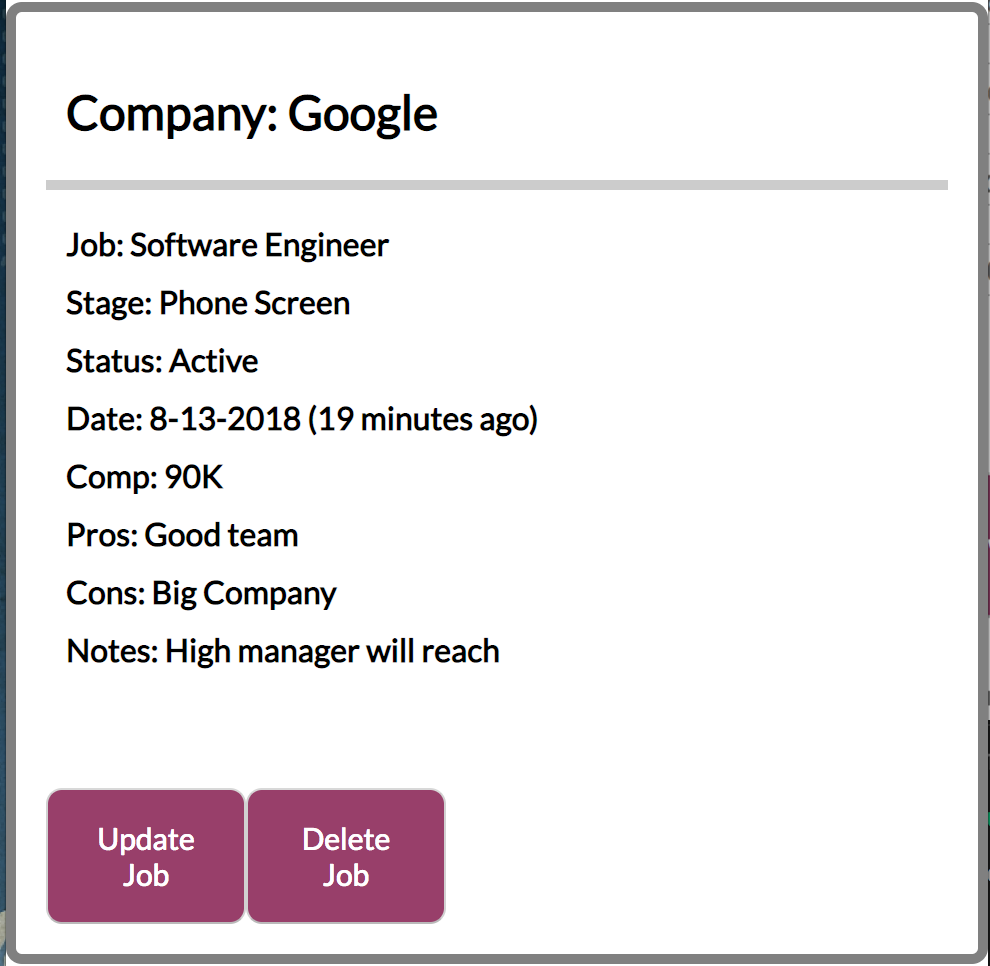 Company: Google
Job: Software Engineer
Stage: Phone Screen
Status: Active
Date: 8-13-2018 (19 minutes ago)
Comp: 90K
Pros: Good team
Cons: Big Company
Notes: High manager will reach
Update
Job
Delete
Job